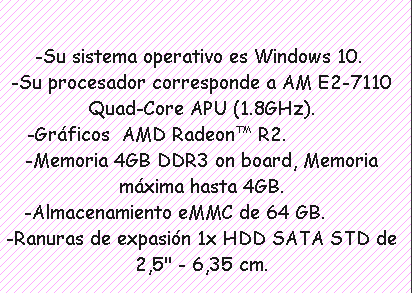 -Su sistema operativo es Windows 10.
-Su procesador corresponde a AM E2-7110
Quad-Core APU (1.8GHz).
-Gráficos AMD Radeon™ R2.
-Memoria 4GB DDR3 on board, Memoria
máxima hasta 4GB.
-Almacenamiento eMMC de 64 GB.
-Ranuras de expasión 1x HDD SATA STD de
2,5" - 6,35 cm.